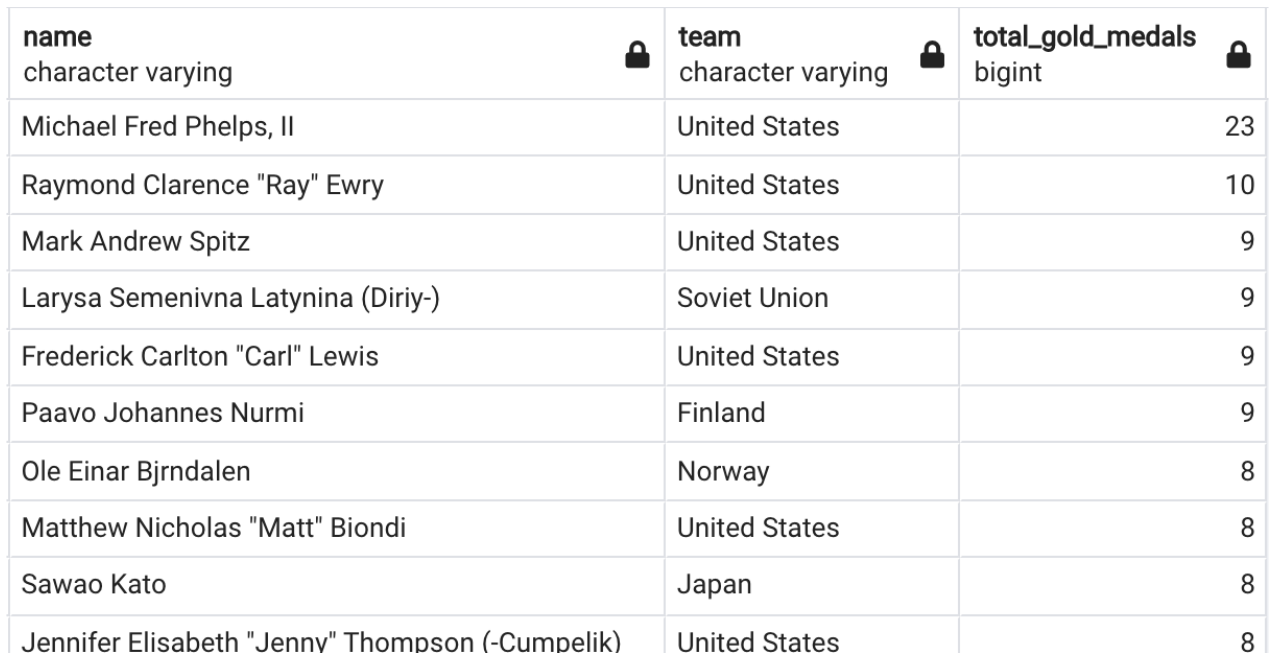 name team total_gold_medals
character varying character varying bigint
Michael Fred Phelps, II United States 23
Raymond Clarence "Ray" Ewry United States 10
Mark Andrew Spitz United States 9
Larysa Semenivna Latynina (Diriy-) Soviet Union 9
Frederick Carlton "Carl" Lewis United States 9
Paavo Johannes Nurmi Finland 9
Ole Einar Bjrndalen Norway 8
Matthew Nicholas "Matt" Biondi United States 8
Sawao Kato Japan 8
Jennifer Elisabeth "Jenny" Thompson (-Cumpelik) United States 8